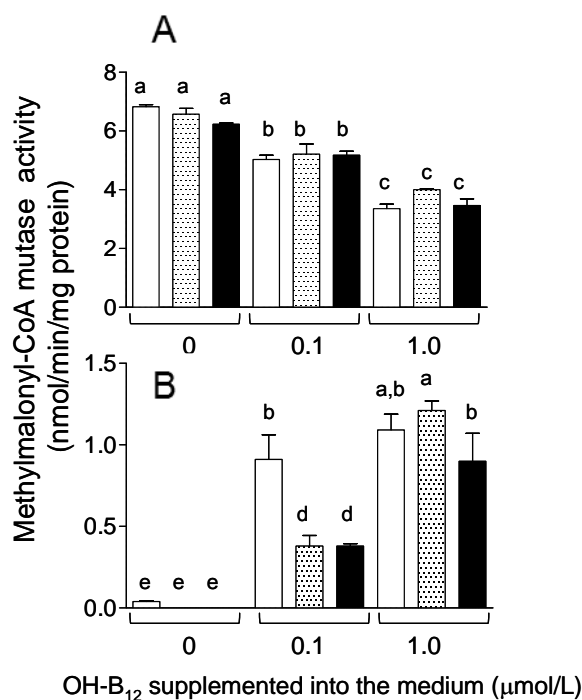 A
Methylmalonyl-CoA mutase activity
(nmol/min/mg protein)
8
6
4
2
0
a a a
b b b
c c c
0 0.1 1.0
B
1.5
1.0
0.5
0.0
e e e
b d d
a,b a b
0 0.1 1.0
OH-B12 supplemented into the medium (μmol/L)